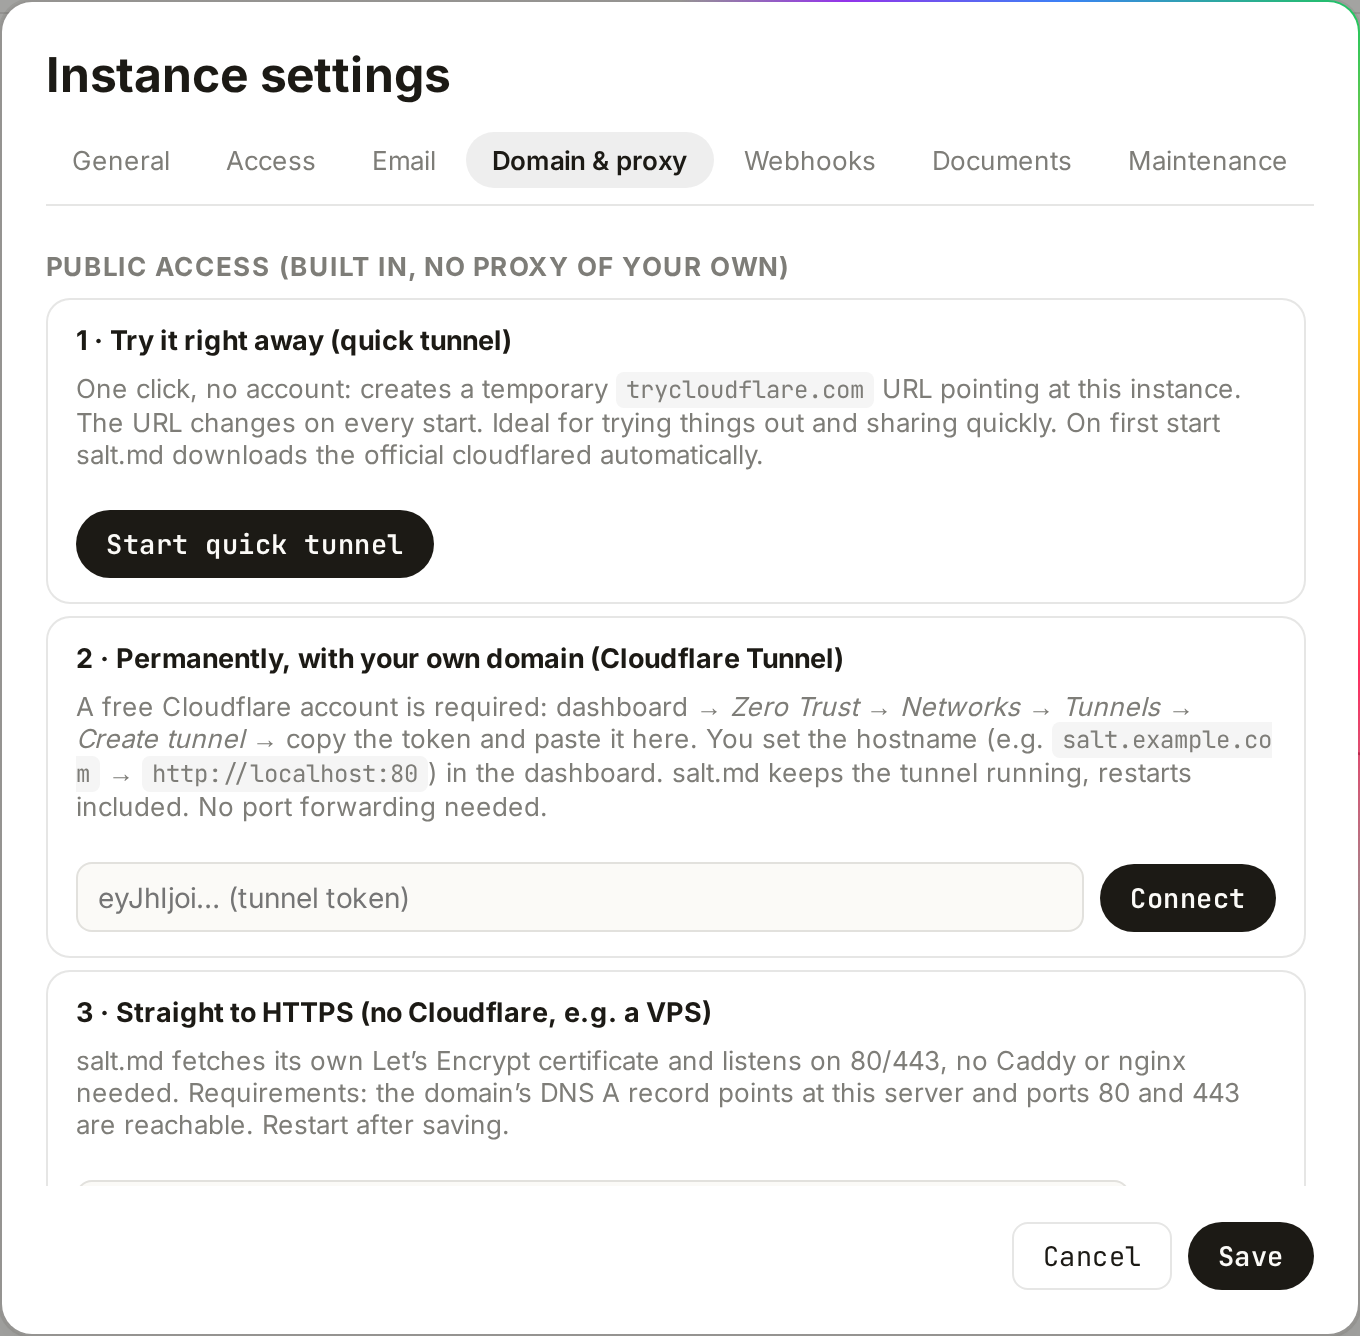 Instance settings
General Access Email Domain & proxy Webhooks Documents Maintenance
PUBLIC ACCESS (BUILT IN, NO PROXY OF YOUR OWN)
1 · Try it right away (quick tunnel)
One click, no account: creates a temporary trycloudflare.com URL pointing at this instance.
The URL changes on every start. Ideal for trying things out and sharing quickly. On first start
salt.md downloads the official cloudflared automatically.
Start quick tunnel
2 · Permanently, with your own domain (Cloudflare Tunnel)
A free Cloudflare account is required: dashboard → Zero Trust → Networks → Tunnels →
Create tunnel → copy the token and paste it here. You set the hostname (e.g. salt.example.co
m → http://localhost:80) in the dashboard. salt.md keeps the tunnel running, restarts
included. No port forwarding needed.
eyJhIjoi... (tunnel token) Connect
3 · Straight to HTTPS (no Cloudflare, e.g. a VPS)
salt.md fetches its own Let’s Encrypt certificate and listens on 80/443, no Caddy or nginx
needed. Requirements: the domain’s DNS A record points at this server and ports 80 and 443
are reachable. Restart after saving.
Cancel Save